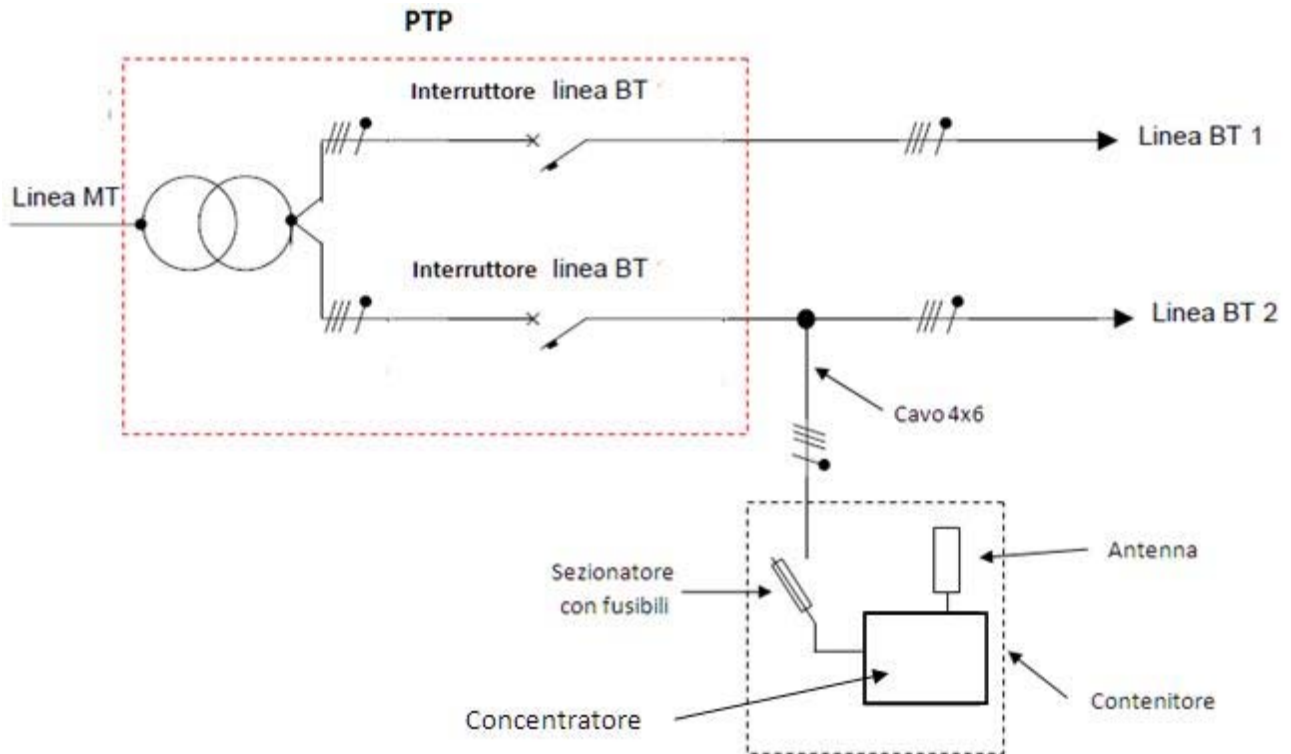 PTP
Interruttore linea BT
Linea BT 1
Linea MT
Interruttore linea BT
Linea BT 2
Cavo 4x6
Antenna
Sezionatore
con fusibili
Contenitore
Concentratore